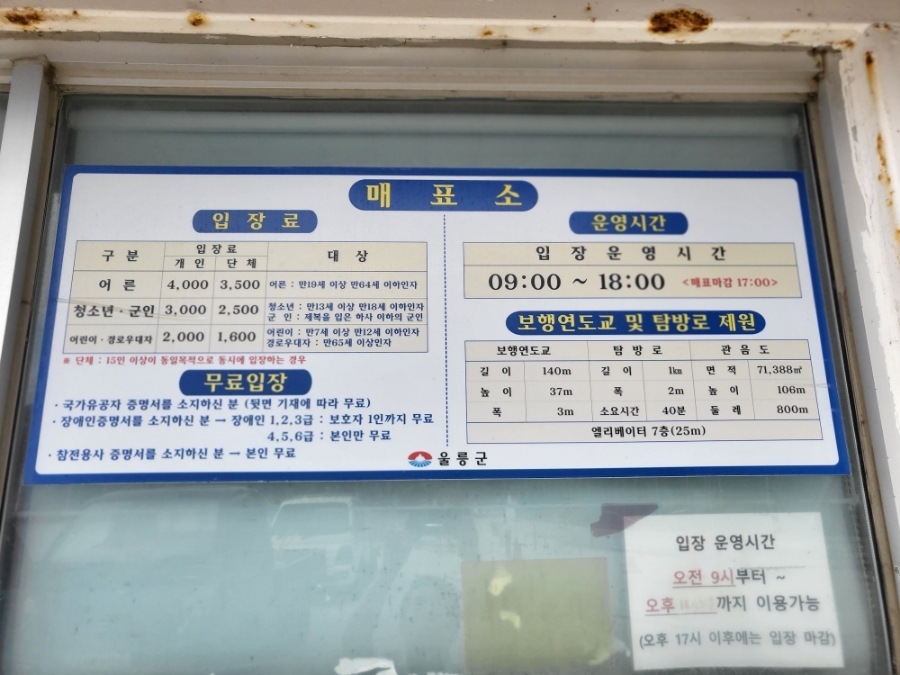 매 표 소
입 장 료
구 분 입 장 료 대 상
개 인 단 체
어 른 4,000 3,500 어른 : 만19세 이상 만64세 이하인자
청소년 · 군인 3,000 2,500 청소년 : 만13세 이상 만18세 이하인자
군 인 : 제복을 입은 하사 이하의 군인
어린이 · 경로우대자 2,000 1,600 어린이 : 만7세 이상 만12세 이하인자
경로우대자 : 만65세 이상인자
※ 단체 : 15인 이상이 동일목적으로 동시에 입장하는 경우
무료입장
· 국가유공자 증명서를 소지하신 분 (뒷면 기재에 따라 무료)
· 장애인증명서를 소지하신 분 → 장애인 1,2,3급 : 보호자 1인까지 무료
4,5,6급 : 본인만 무료
· 참전용사 증명서를 소지하신 분 → 본인 무료
운영시간
입 장 운 영 시 간
09:00 ~ 18:00 <매표마감 17:00>
보행연도교 및 탐방로 제원
보행연도교 탐 방 로 관 음 도
길 이 140m 길 이 1㎞ 면 적 71,388㎡
높 이 37m 폭 2m 높 이 106m
폭 3m 소요시간 40분 둘 레 800m
엘리베이터 7층(25m)
울릉군
입장 운영시간
오전 9시부터 ~
오후 까지 이용가능
(오후 17시 이후에는 입장 마감)